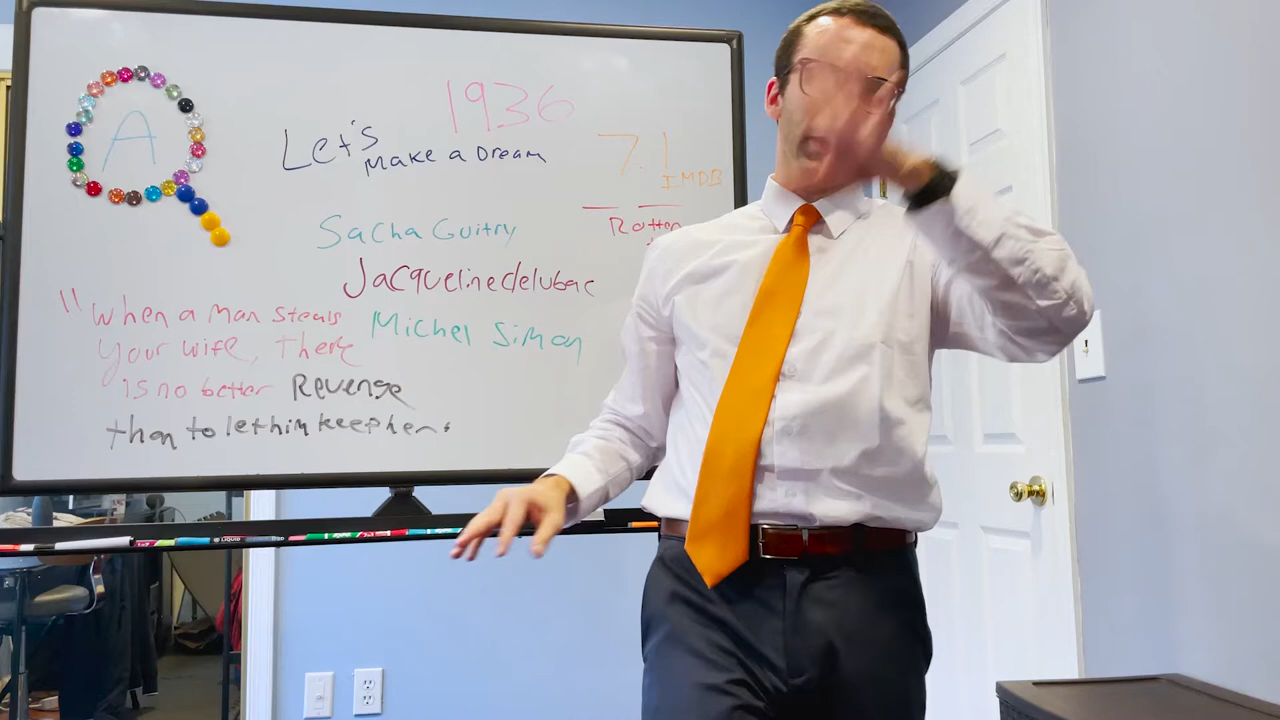 A
1936
Let's Make a Dream
7.1
IMDB
Sacha Guitry
Rotten
Jacquelinedelubac
"When a man steals
your wife, there
is no better Revenge
than to let him keep her.
Michel Simon
LIQUID